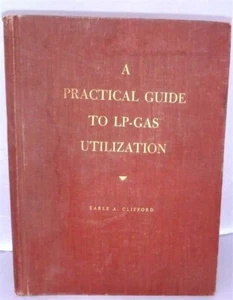 A
PRACTICAL GUIDE
TO LP-GAS
UTILIZATION
EARLE A. CLIFFORD